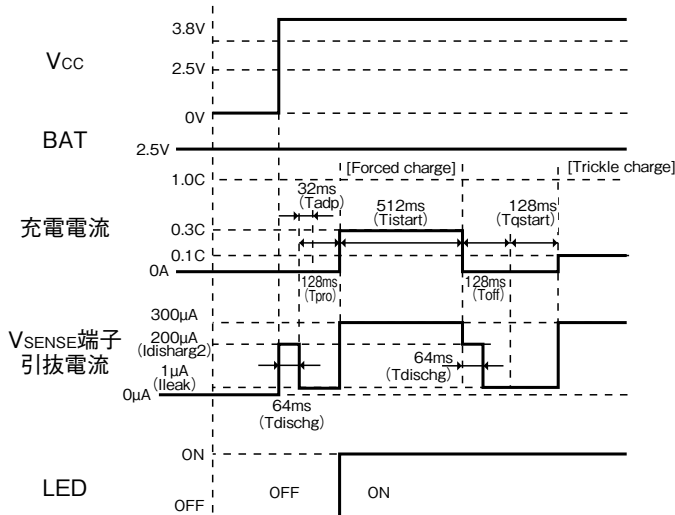 3.8V
VCC
2.5V
0V
BAT
2.5V
[Forced charge]
[Trickle charge]
1.0C
32ms
(Tadp)
512ms
(Tistart)
128ms
(Tqstart)
充電電流
0.3C
0.1C
0A
128ms
(Tpro)
128ms
(Toff)
300μA
VSENSE端子
引抜電流
200μA
(Idisharg2)
1μA
(Ileak)
0μA
64ms
(Tdischg)
64ms
(Tdischg)
ON
LED
OFF
OFF
ON